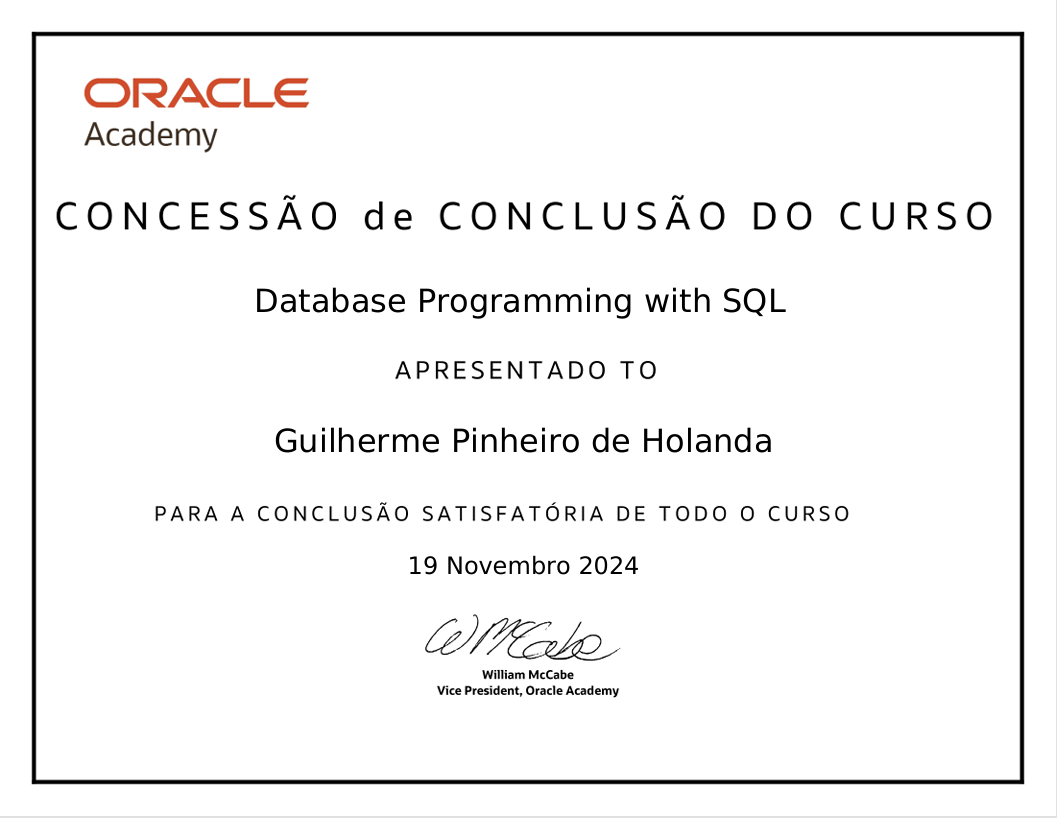 ORACLE
Academy
CONCESSÃO de CONCLUSÃO DO CURSO
Database Programming with SQL
APRESENTADO TO
Guilherme Pinheiro de Holanda
PARA A CONCLUSÃO SATISFATÓRIA DE TODO O CURSO
19 Novembro 2024
WMcCabe
William McCabe
Vice President, Oracle Academy